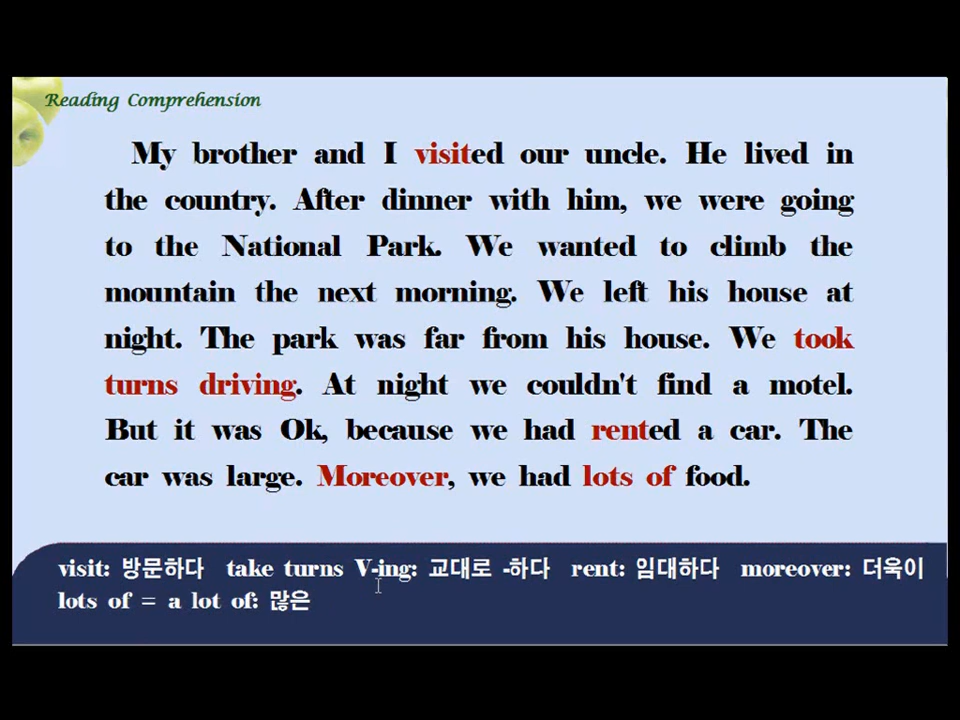 Reading Comprehension
My brother and I visited our uncle. He lived in
the country. After dinner with him, we were going
to the National Park. We wanted to climb the
mountain the next morning. We left his house at
night. The park was far from his house. We took
turns driving. At night we couldn't find a motel.
But it was Ok, because we had rented a car. The
car was large. Moreover, we had lots of food.
visit: 방문하다 take turns V-ing: 교대로 -하다 rent: 임대하다 moreover: 더욱이
lots of = a lot of: 많은